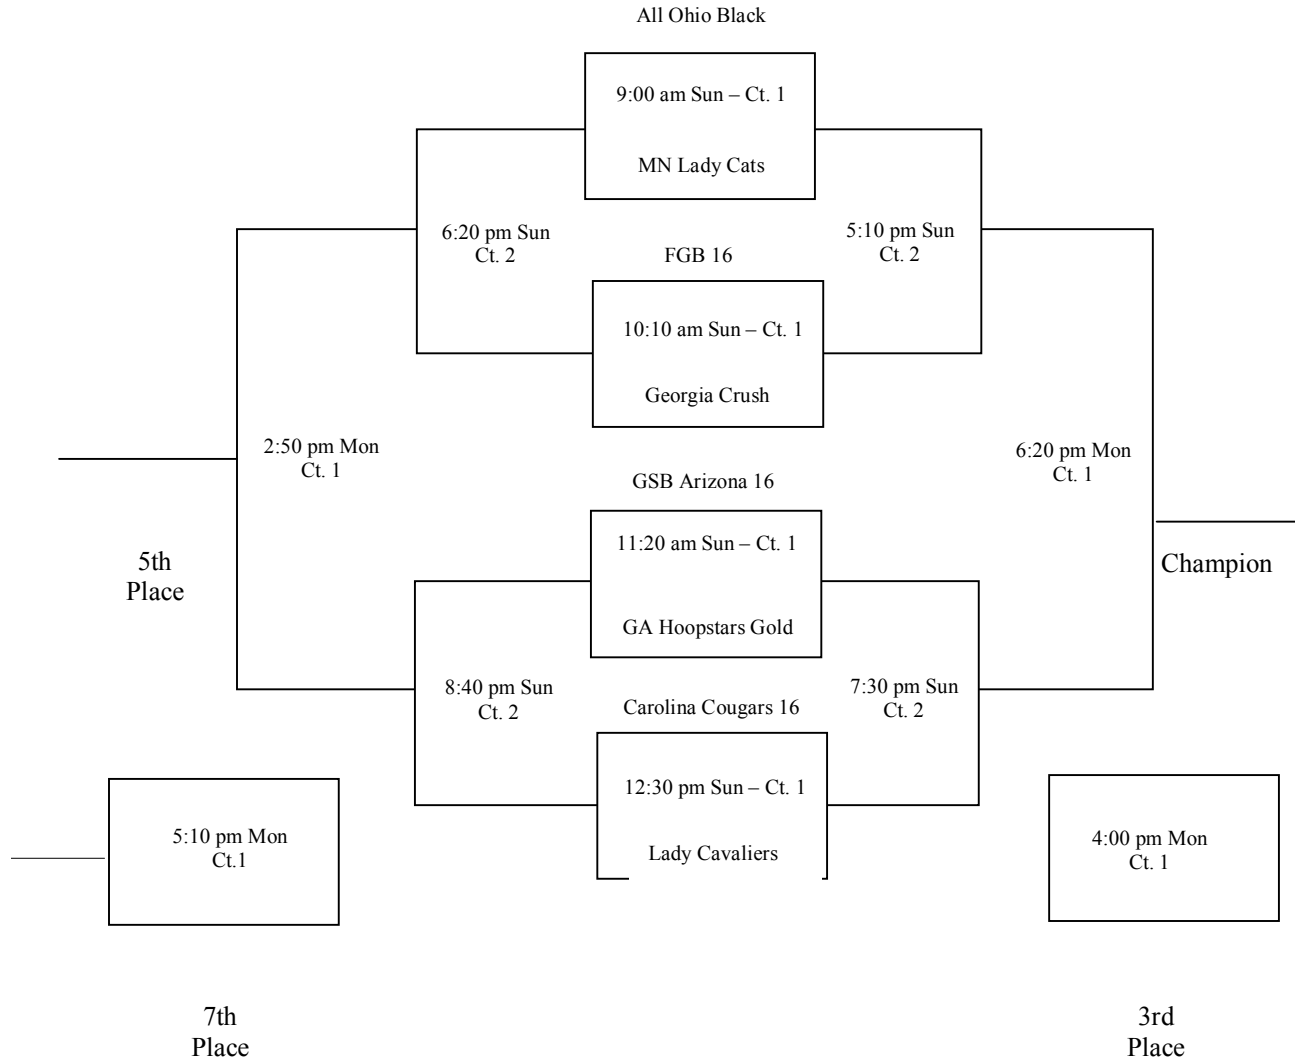 All Ohio Black
9:00 am Sun – Ct. 1
MN Lady Cats
6:20 pm Sun
Ct. 2
5:10 pm Sun
Ct. 2
FGB 16
10:10 am Sun – Ct. 1
Georgia Crush
2:50 pm Mon
Ct. 1
6:20 pm Mon
Ct. 1
GSB Arizona 16
11:20 am Sun – Ct. 1
5th
Place
Champion
GA Hoopstars Gold
8:40 pm Sun
Ct. 2
7:30 pm Sun
Ct. 2
Carolina Cougars 16
12:30 pm Sun – Ct. 1
Lady Cavaliers
5:10 pm Mon
Ct.1
4:00 pm Mon
Ct. 1
7th
Place
3rd
Place